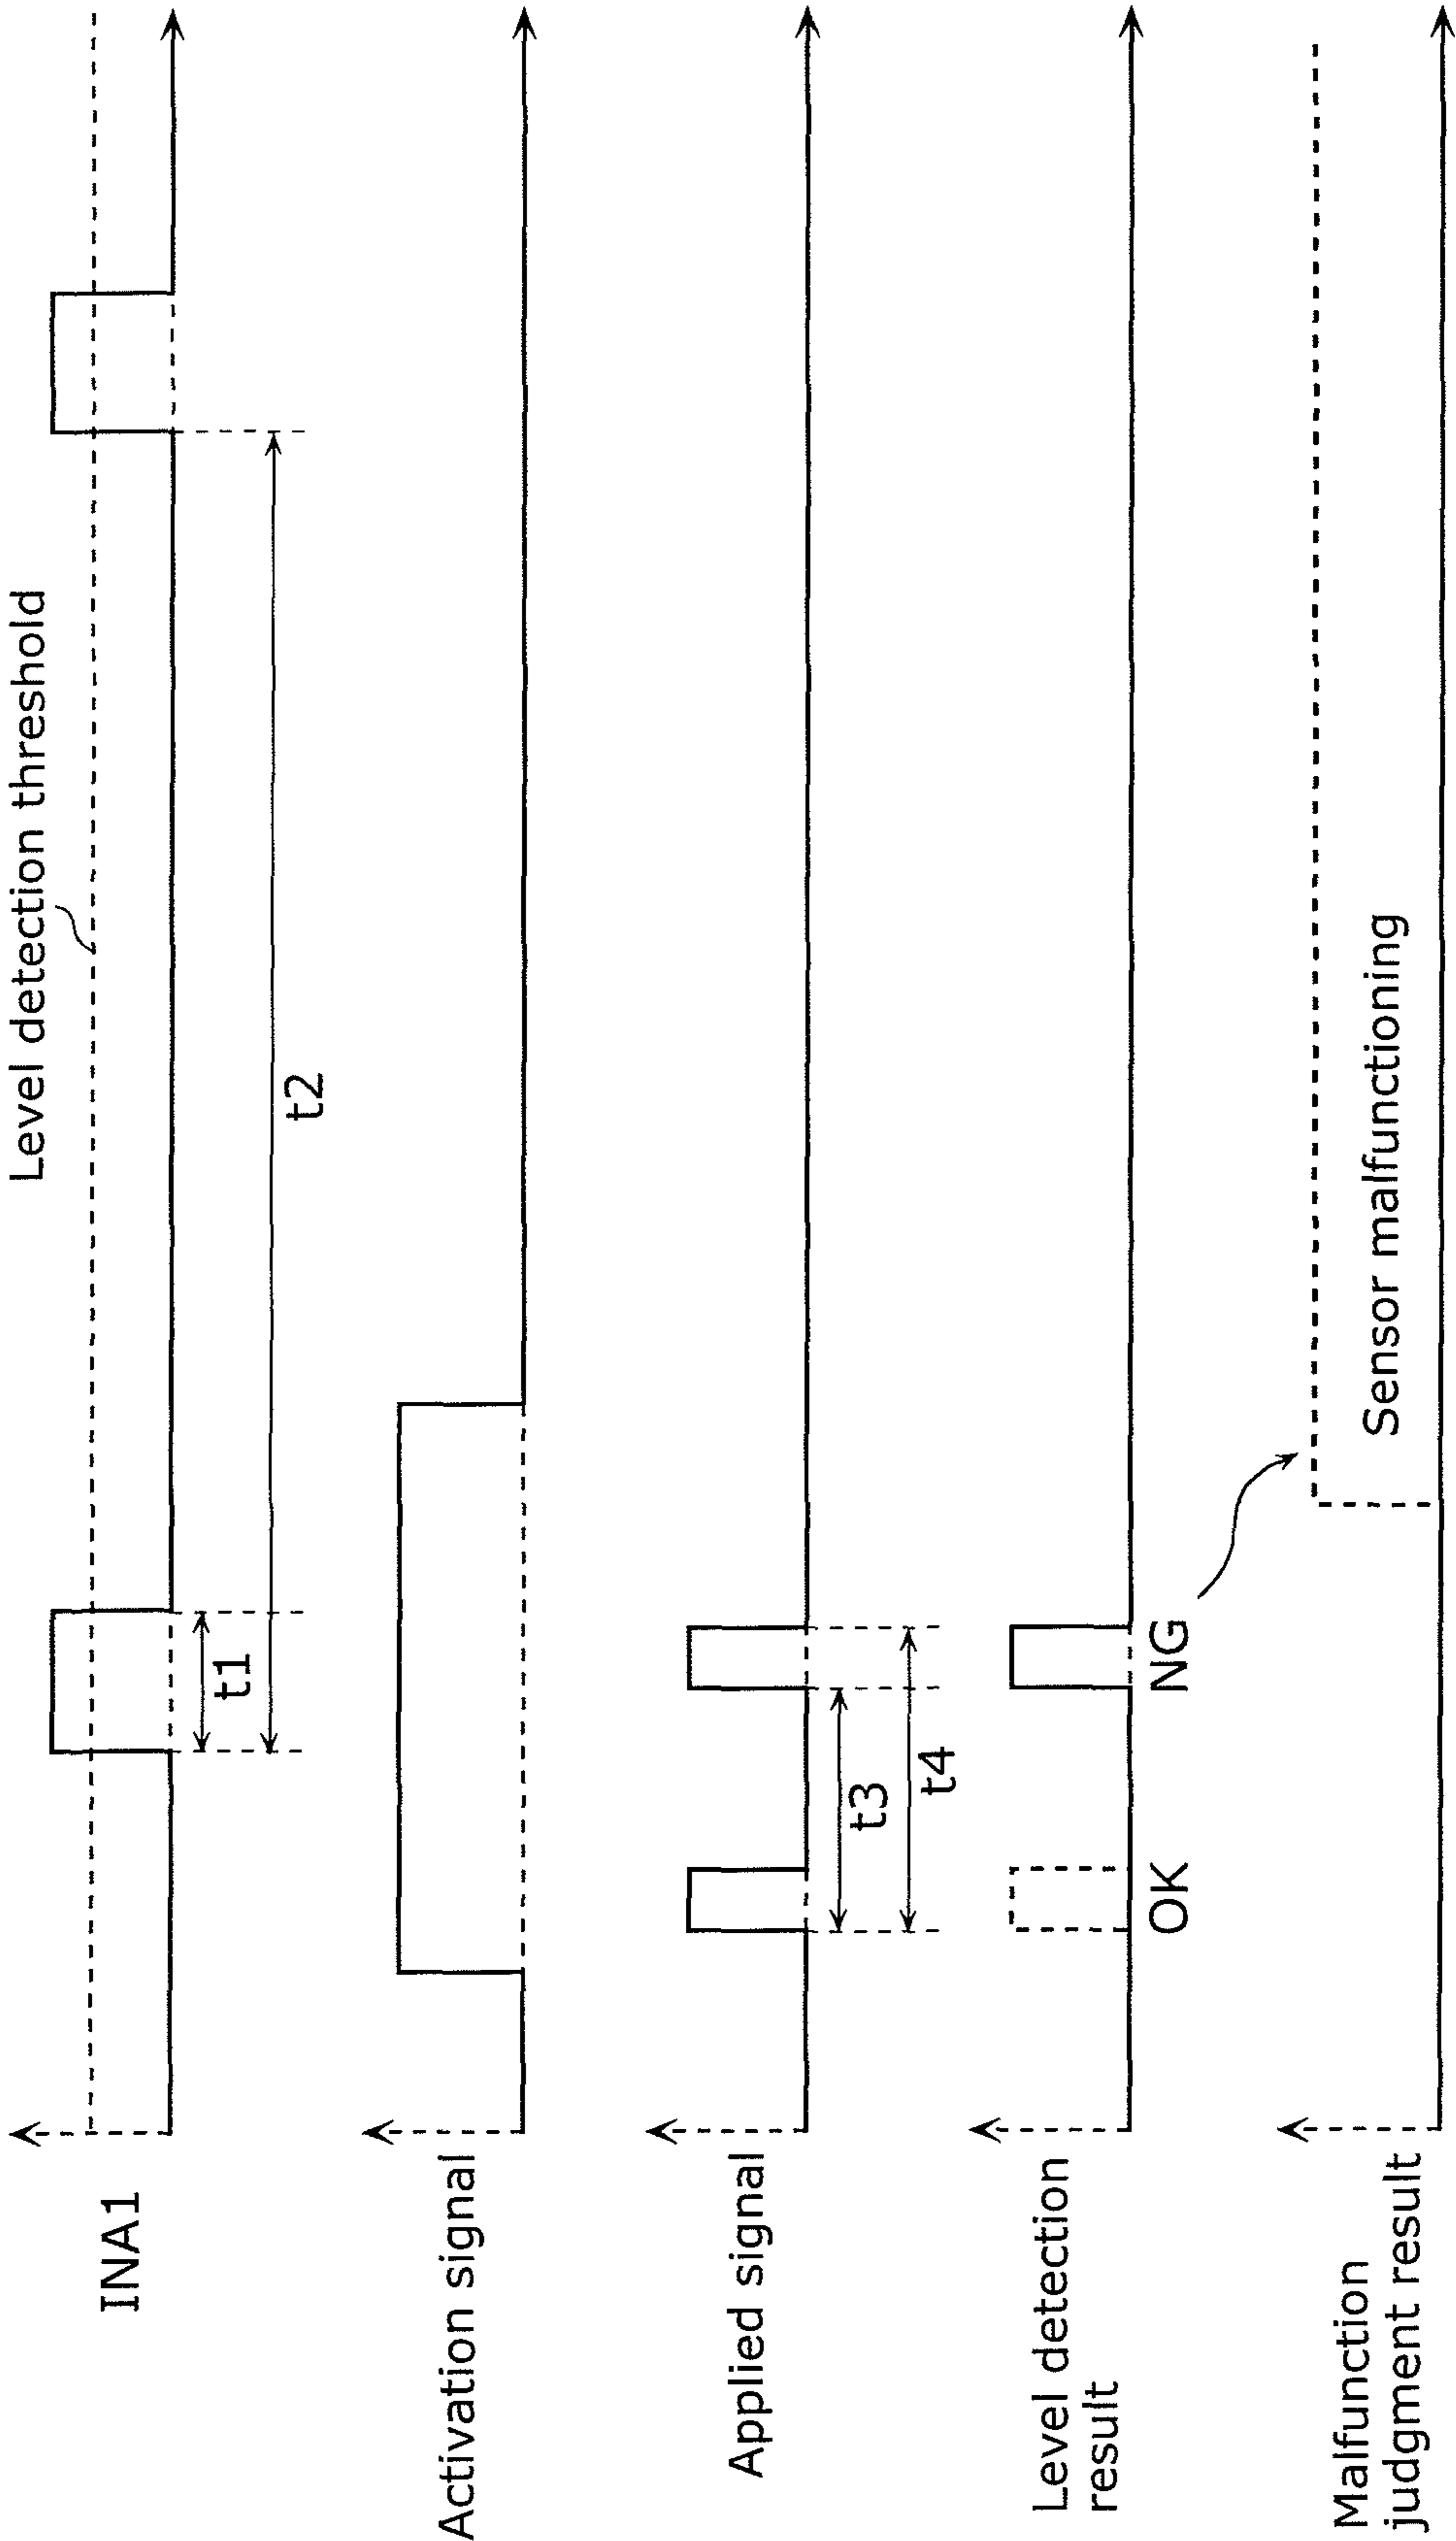 Level detection threshold
INA1
t1
t2
Activation signal
Applied signal
t3
t4
Level detection
result
OK
NG
Malfunction
judgment result
Sensor malfunctioning